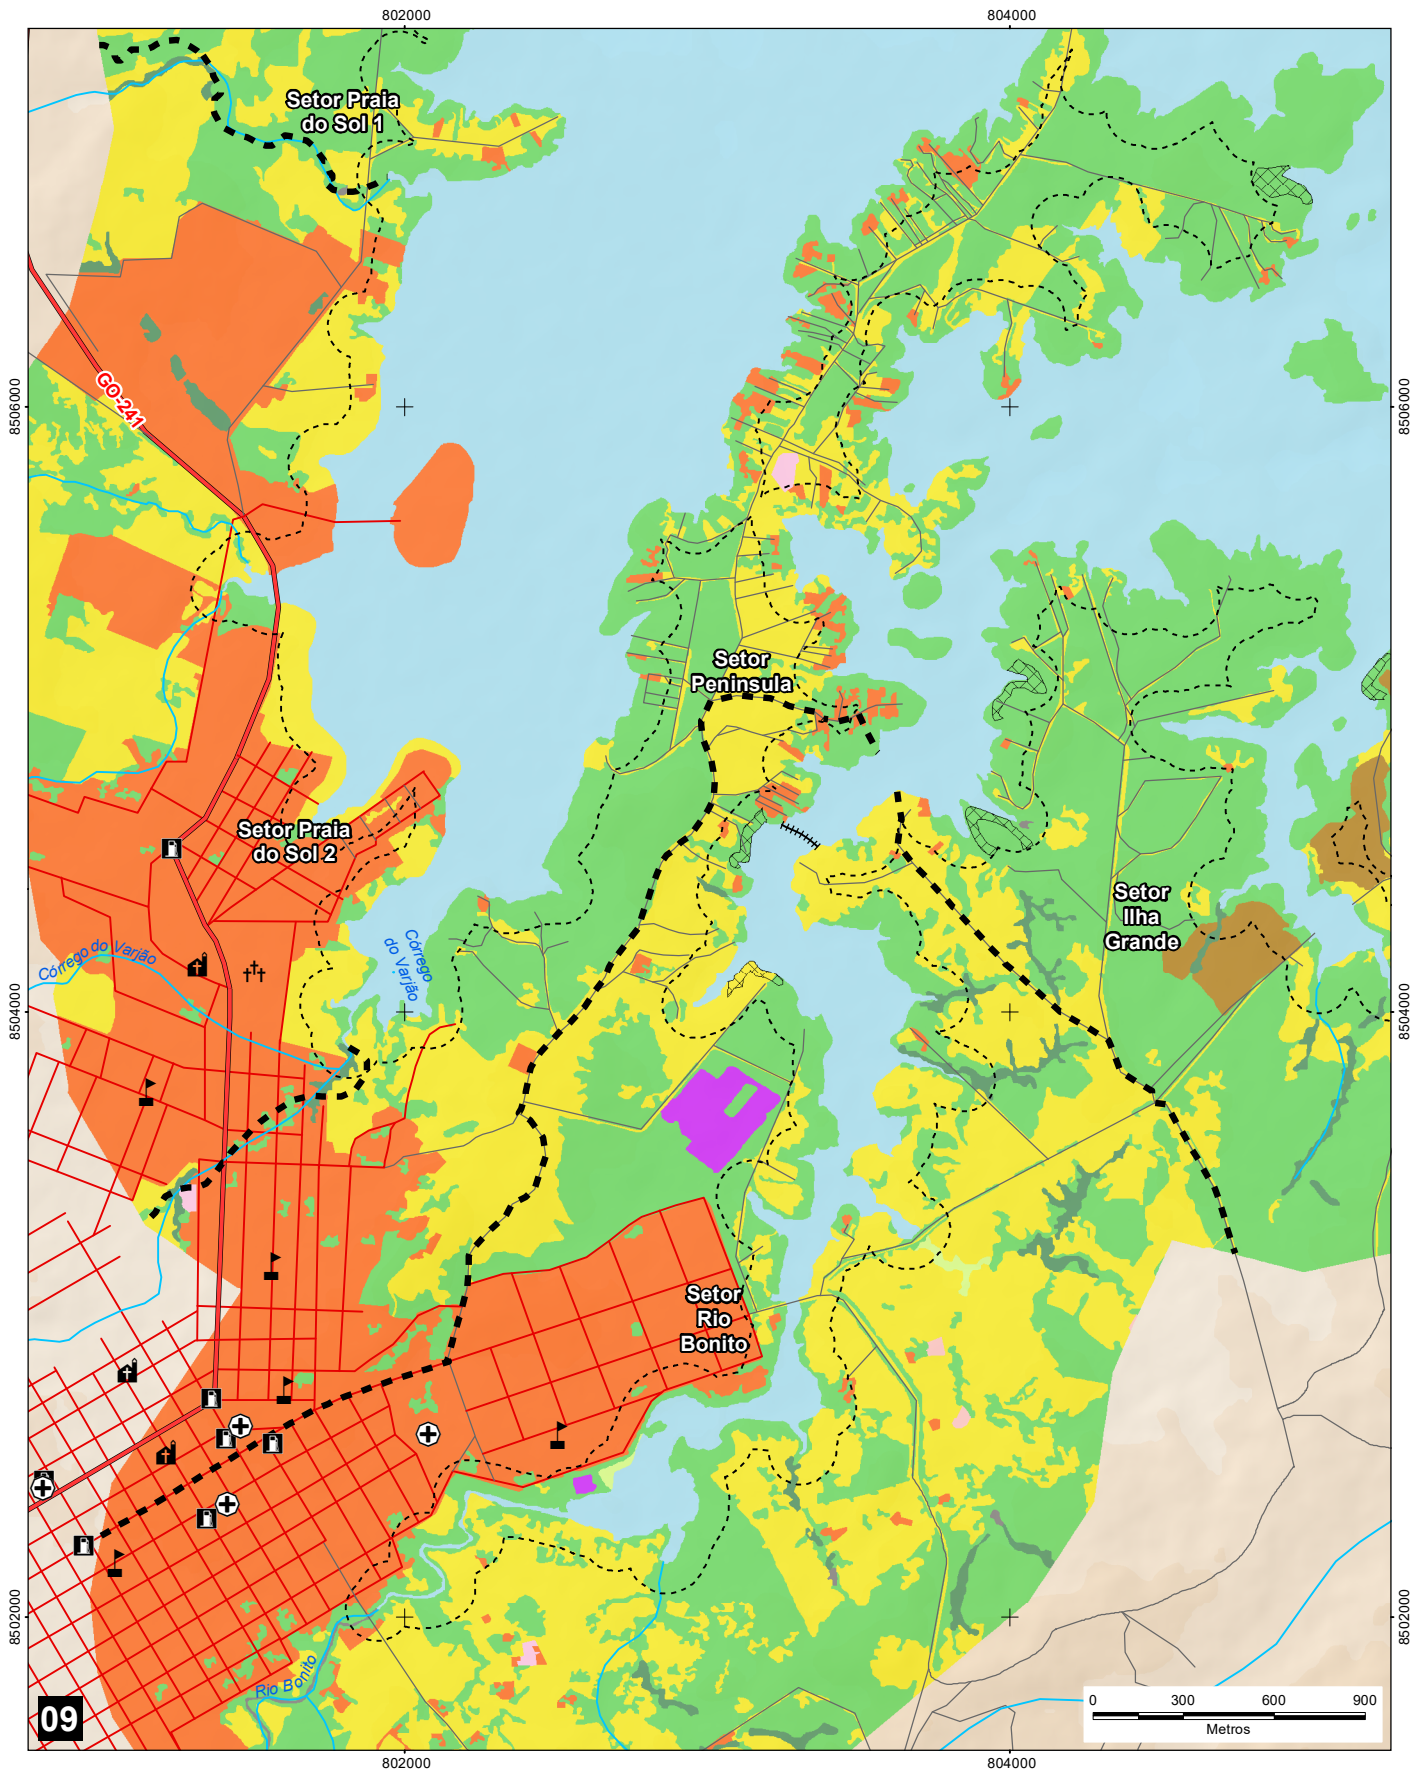 802000
804000
Setor Praia
do Sol 1
GO-241
8506000
8506000
Setor
Peninsula
Setor Praia
do Sol 2
Setor
Ilha
Grande
Córrego do Varjão
Córrego
do Varjão
8504000
8504000
Setor
Rio
Bonito
8502000
8502000
Rio Bonito
09
0 300 600 900
Metros
802000
804000